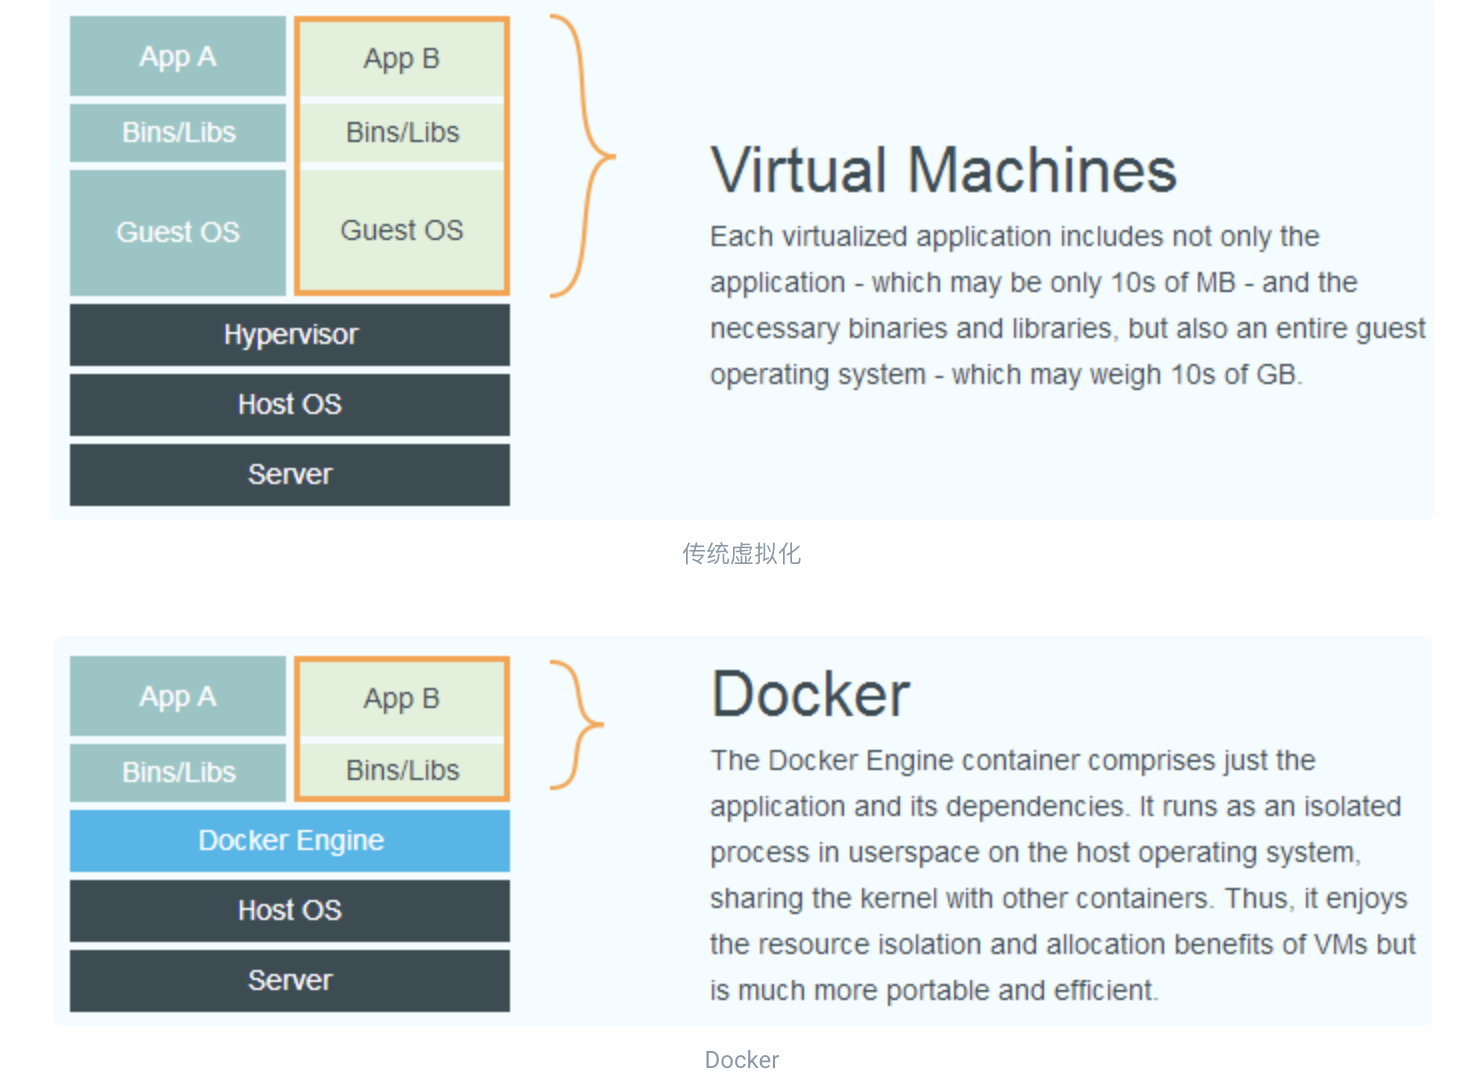 App A
App B
Bins/Libs
Bins/Libs
Guest OS
Guest OS
Hypervisor
Host OS
Server
Virtual Machines
Each virtualized application includes not only the
application - which may be only 10s of MB - and the
necessary binaries and libraries, but also an entire guest
operating system - which may weigh 10s of GB.
传统虚拟化
App A
App B
Bins/Libs
Bins/Libs
Docker Engine
Host OS
Server
Docker
The Docker Engine container comprises just the
application and its dependencies. It runs as an isolated
process in userspace on the host operating system,
sharing the kernel with other containers. Thus, it enjoys
the resource isolation and allocation benefits of VMs but
is much more portable and efficient.
Docker